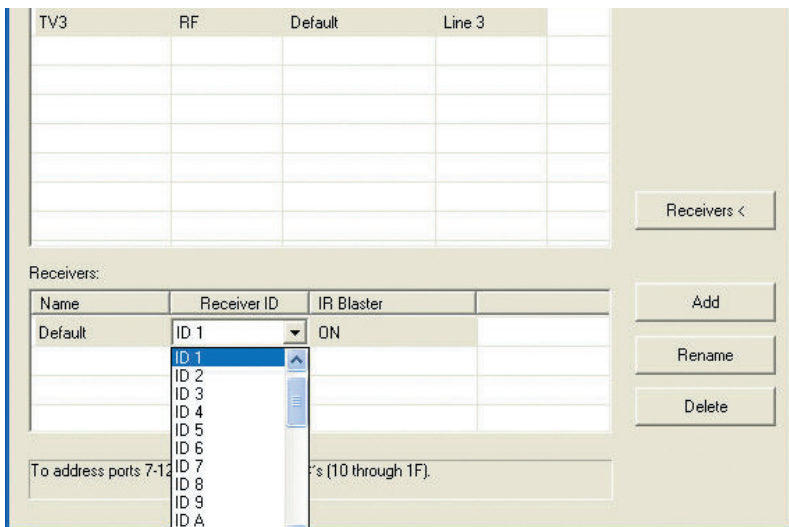 TV3 RF Default Line 3
Receivers <
Receivers:
Name Receiver ID IR Blaster
Add
Default ID 1 ON
Rename
Delete
ID 1
ID 2
ID 3
ID 4
ID 5
ID 6
ID 7
ID 8
ID 9
ID A
To address ports 7-12 's (10 through 1F).